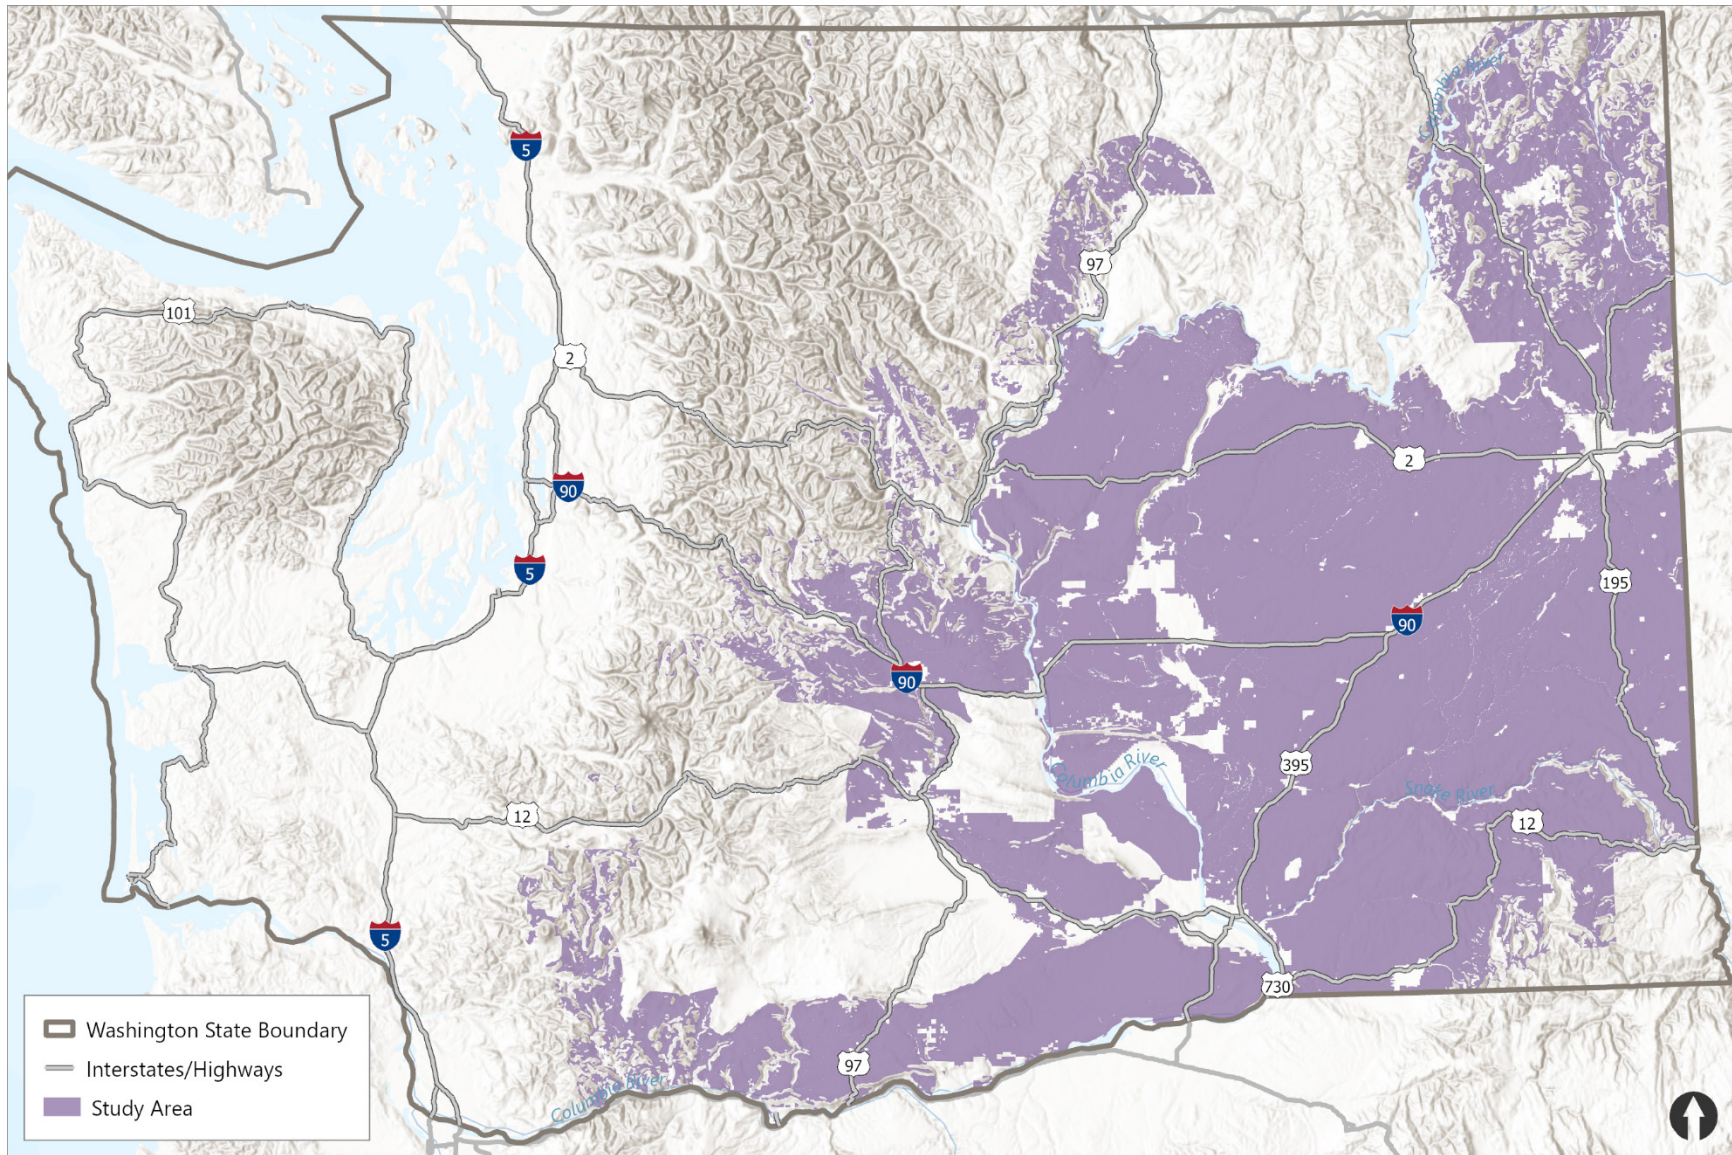 Columbia River
5
97
101
2
2
90
5
195
90
90
Columbia River
395
Snake River
12
12
5
730
97
Columbia River
Washington State Boundary
Interstates/Highways
Study Area